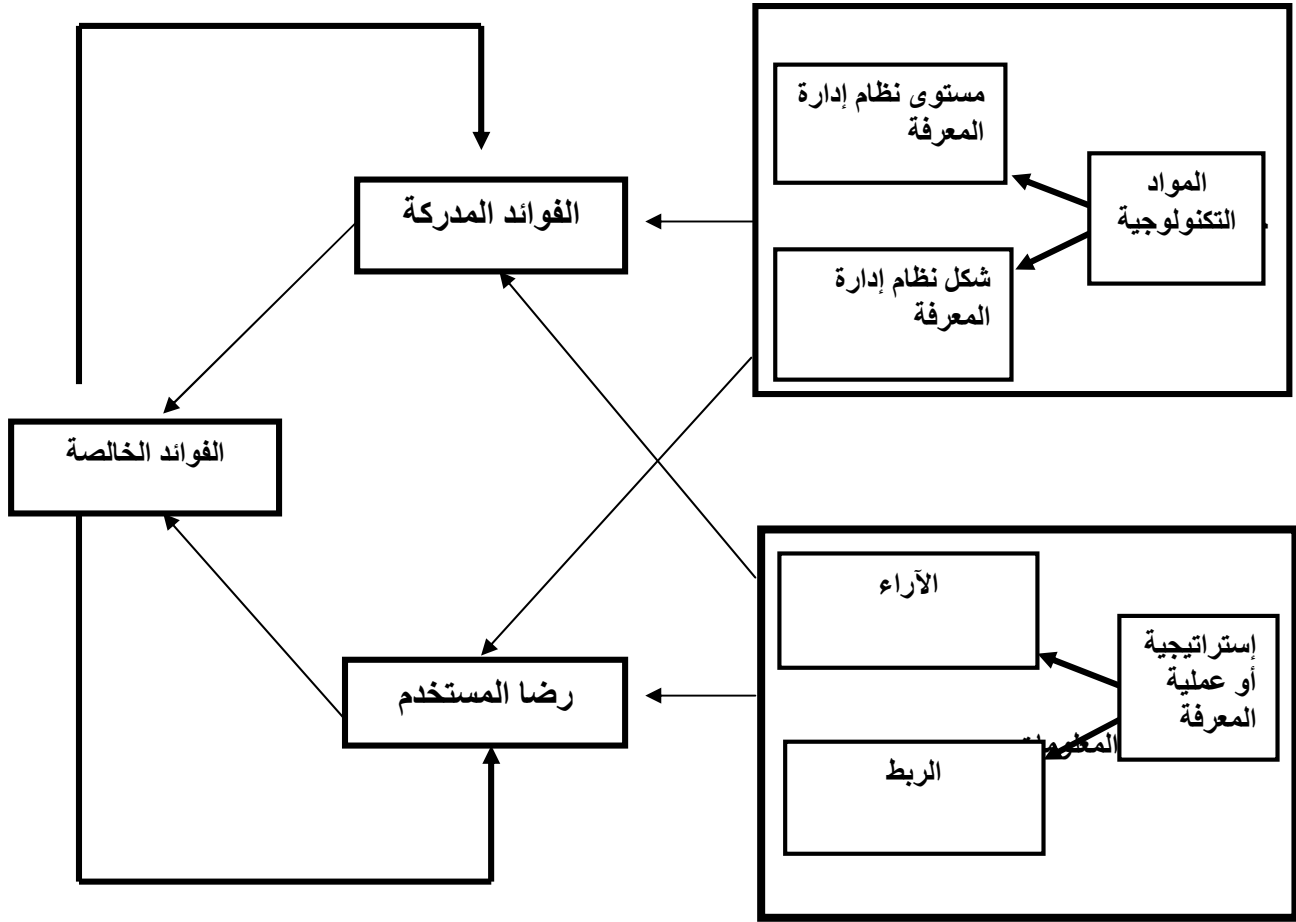 مستوى نظام إدارة
المعرفة
المواد
التكنولوجية
شكل نظام إدارة
المعرفة
الفوائد المدركة
الفوائد الخالصة
رضا المستخدم
الآراء
إستراتيجية
أو عملية
المعرفة
الربط